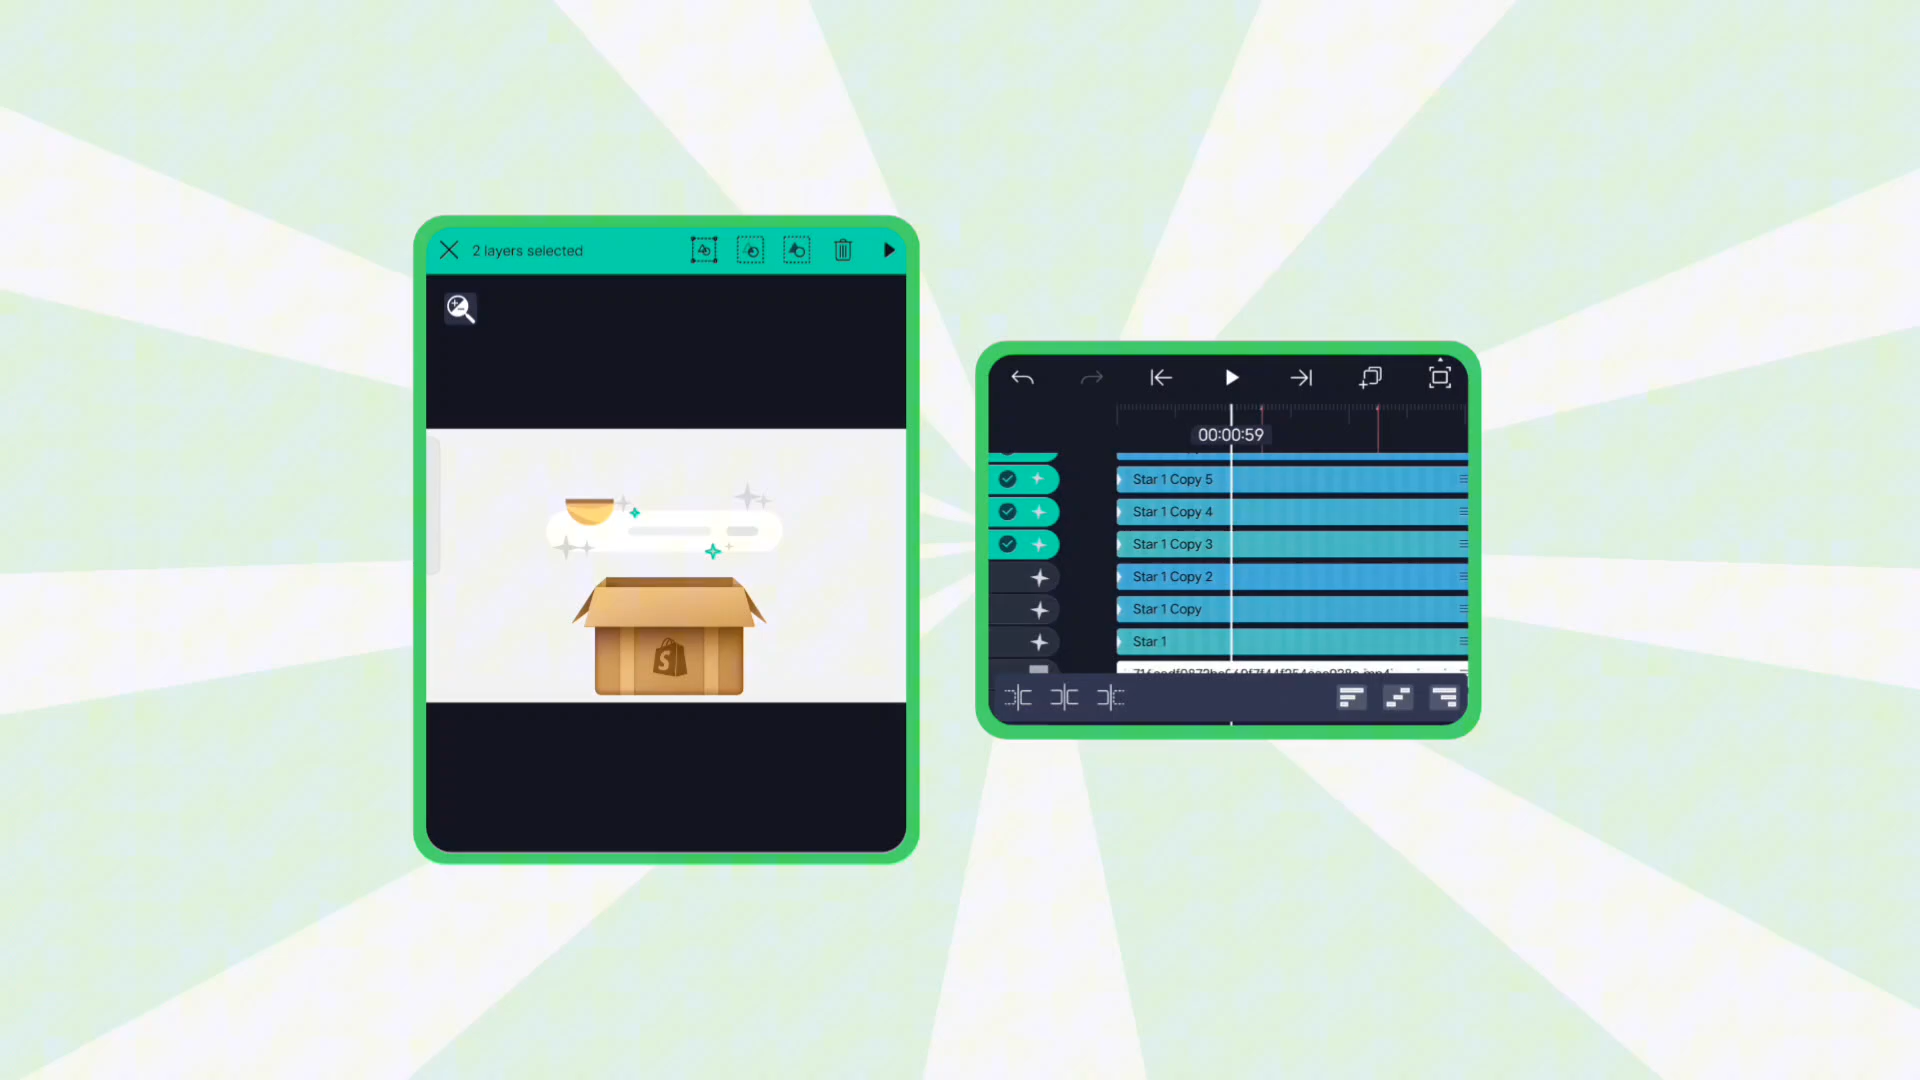 2 layers selected
00:00:59
Star 1 Copy 5
Star 1 Copy 4
Star 1 Copy 3
Star 1 Copy 2
Star 1 Copy
Star 1
S